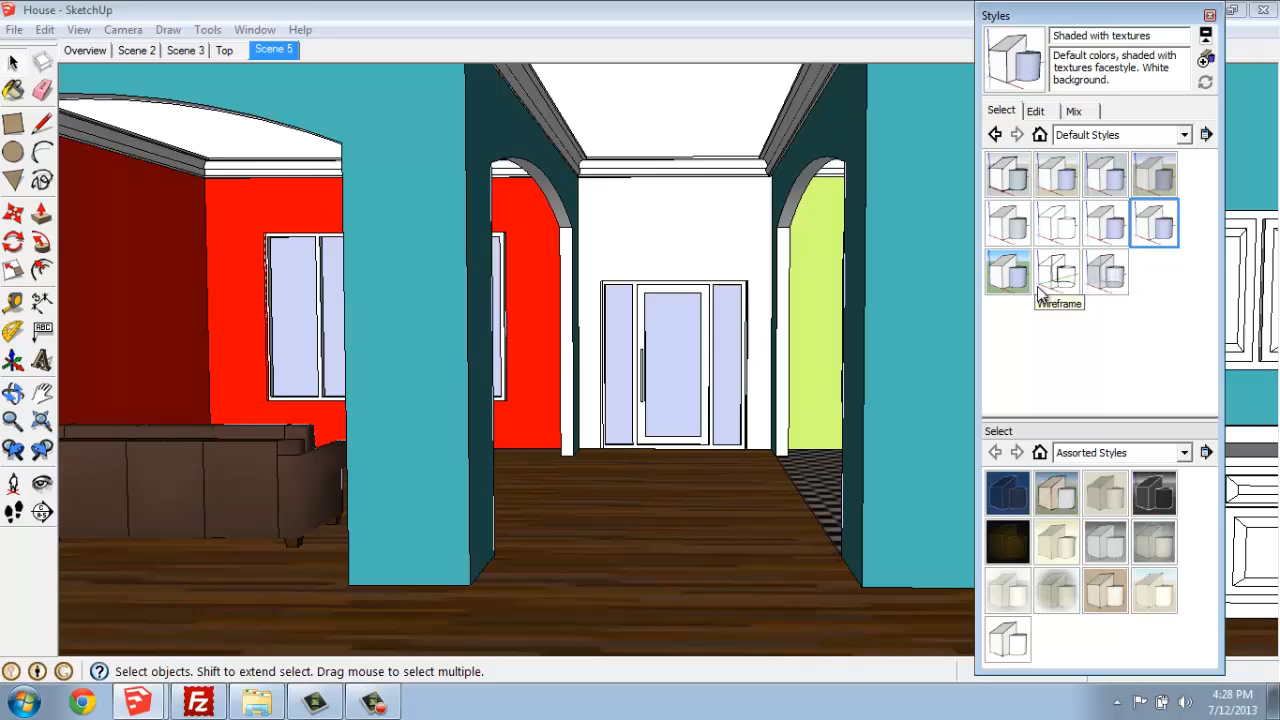 House - SketchUp
File Edit View Camera Draw Tools Window Help
Overview Scene 2 Scene 3 Top Scene 5
Styles
Shaded with textures
Default colors, shaded with
textures facestyle. White
background.
Select Edit Mix
Default Styles
Wireframe
Select
Assorted Styles
ABC
A
C
Select objects. Shift to extend select. Drag mouse to select multiple.
Fz
4:28 PM
7/12/2013